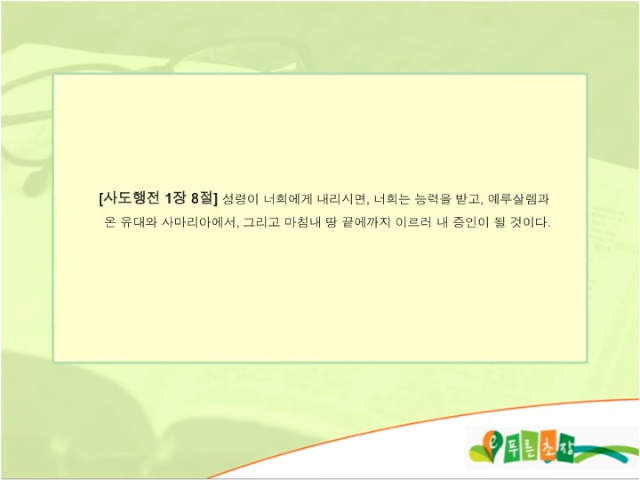 [사도행전 1장 8절] 성령이 너희에게 내리시면, 너희는 능력을 받고, 예루살렘과
온 유대와 사마리아에서, 그리고 마침내 땅 끝에까지 이르러 내 증인이 될 것이다.
e푸른초장